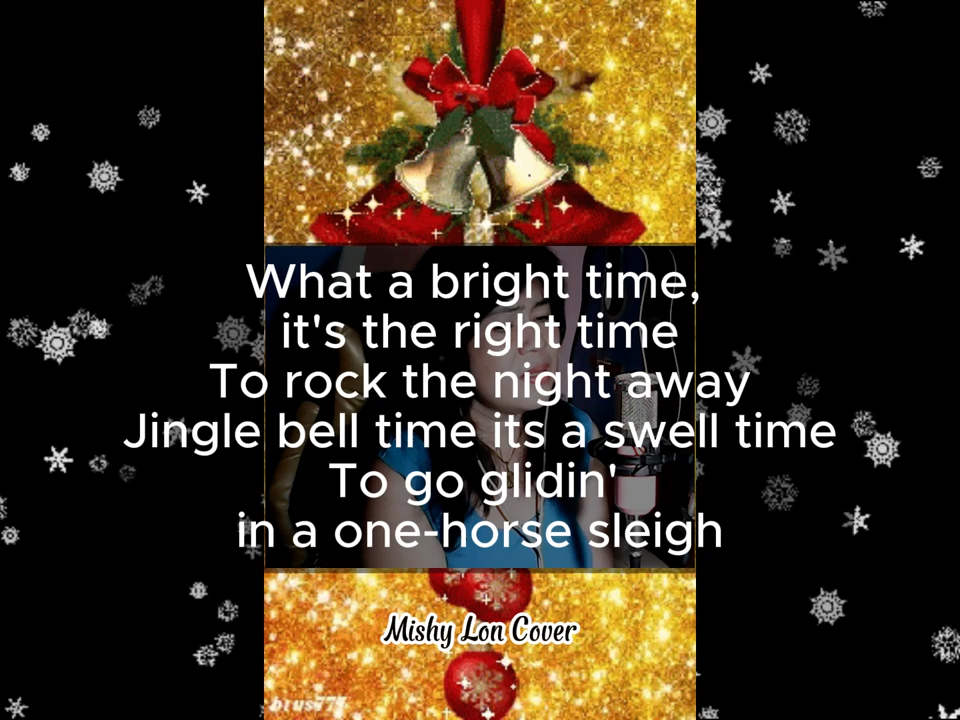 What a bright time,
it's the right time
To rock the night away
Jingle bell time its a swell time
To go glidin'
in a one-horse sleigh
Mishy Lon Cover
brus777